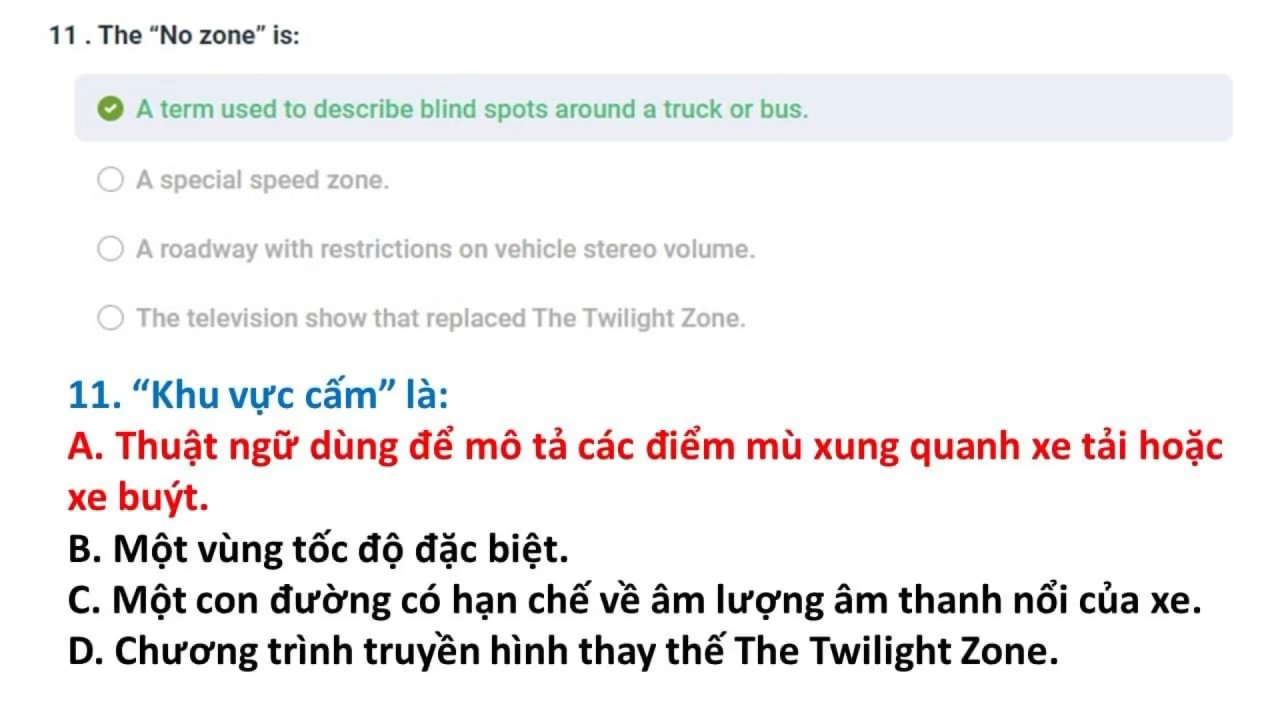 11 . The “No zone” is:
A term used to describe blind spots around a truck or bus.
A special speed zone.
A roadway with restrictions on vehicle stereo volume.
The television show that replaced The Twilight Zone.
11. “Khu vực cấm” là:
A. Thuật ngữ dùng để mô tả các điểm mù xung quanh xe tải hoặc
xe buýt.
B. Một vùng tốc độ đặc biệt.
C. Một con đường có hạn chế về âm lượng âm thanh nổi của xe.
D. Chương trình truyền hình thay thế The Twilight Zone.